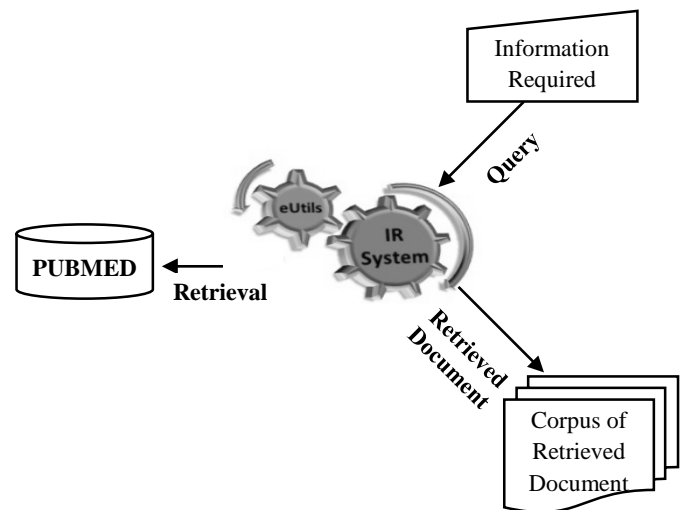 Information
Required
Query
eUtils
IR
System
PUBMED
Retrieval
Retrieved
Document
Corpus of
Retrieved
Document